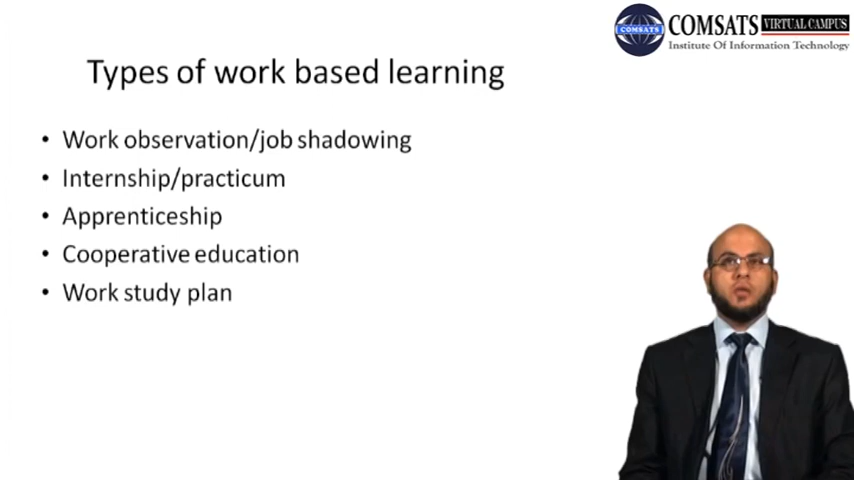 COMSATS VIRTUAL CAMPUS
COMSATS Institute Of Information Technology
Types of work based learning
• Work observation/job shadowing
• Internship/practicum
• Apprenticeship
• Cooperative education
• Work study plan